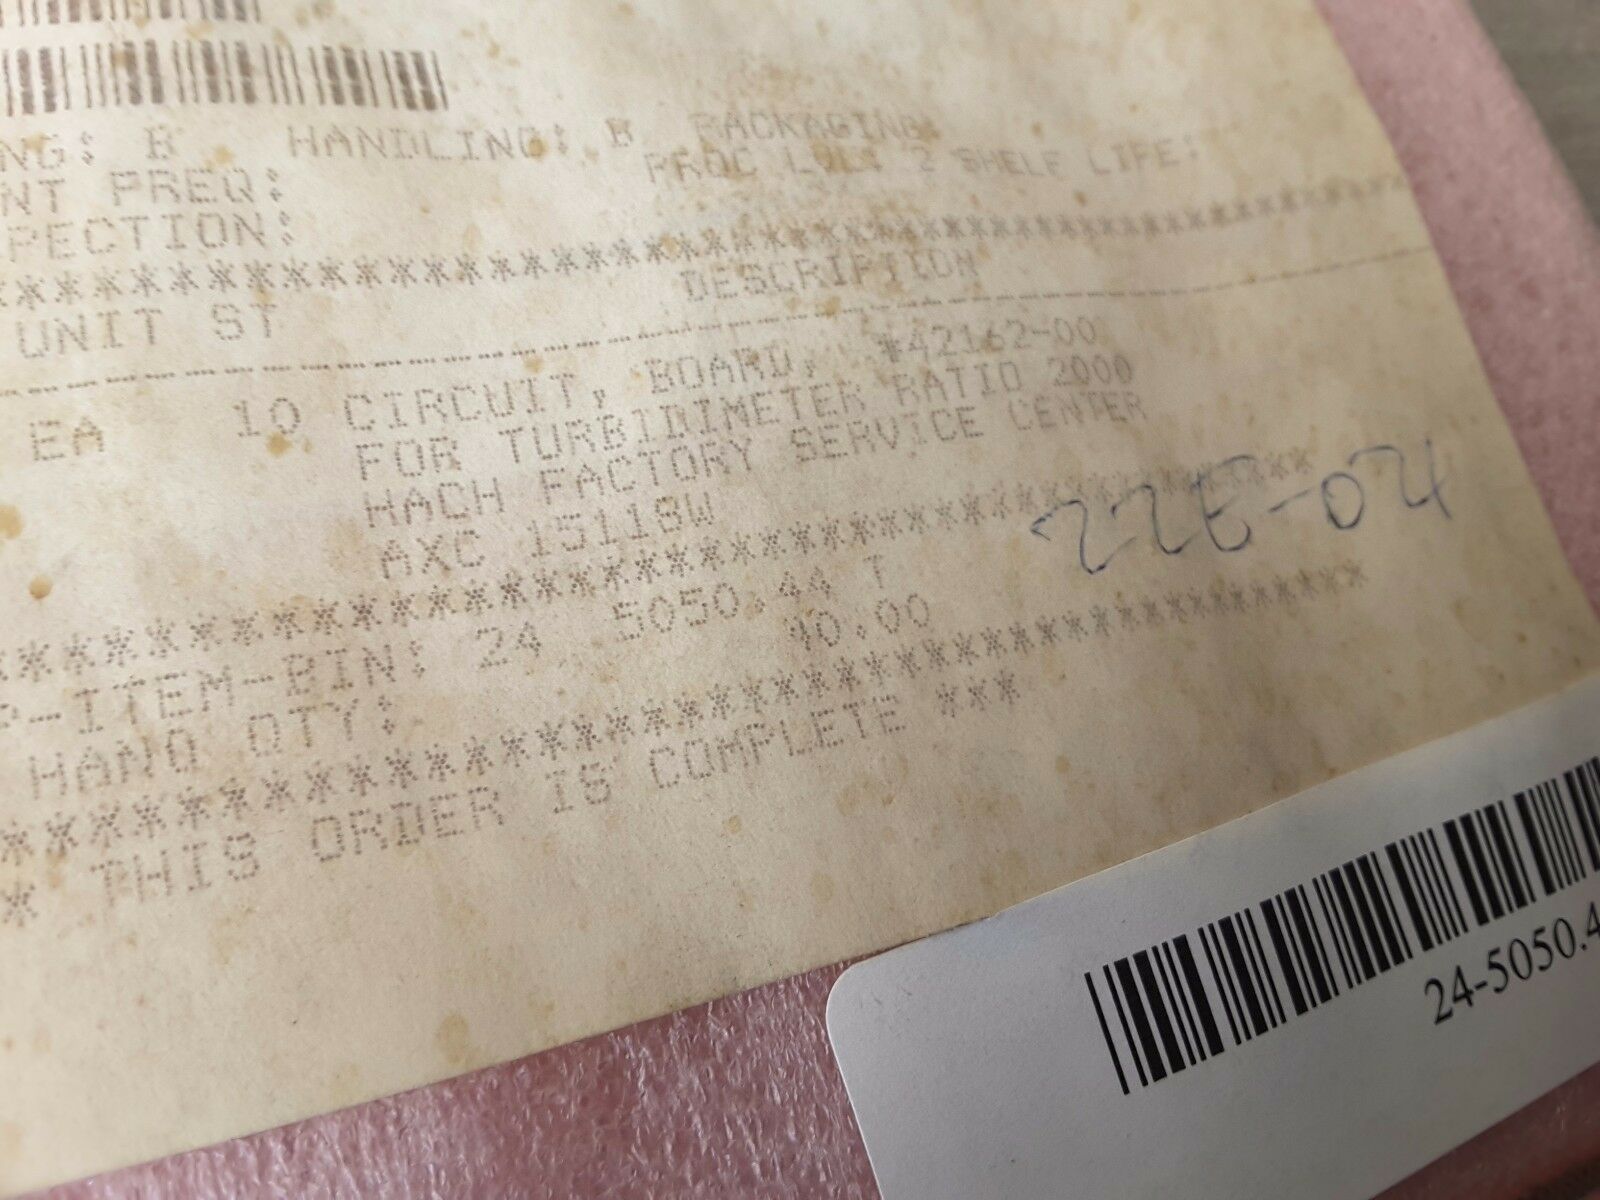 NG: B HANDLING: B PACKAGING:
NT PREQ: PROC LVL: 2 SHELF LIFE:
PECTION:
****************************************
UNIT ST DESCRIPTION
EA 10 CIRCUIT, BOARD, *42162-00
FOR TURBIDIMETER RATIO 2000
HACH FACTORY SERVICE CENTER
AXC 15118W
****************************************
P-ITEM-BIN: 24 5050.44 T
HAND QTY: 40.00
****************************************
* THIS ORDER IS COMPLETE ***
24-5050.4